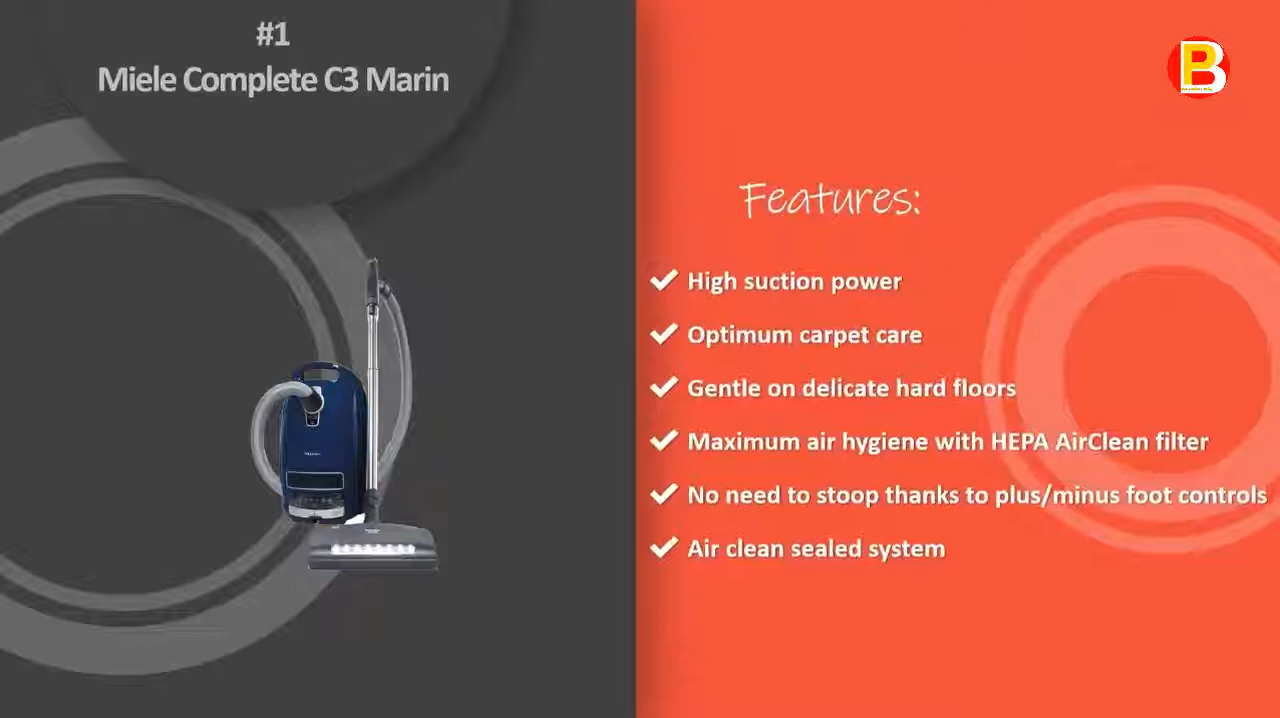 #1
Miele Complete C3 Marin
B
Features:
High suction power
Optimum carpet care
Gentle on delicate hard floors
Maximum air hygiene with HEPA AirClean filter
No need to stoop thanks to plus/minus foot controls
Air clean sealed system